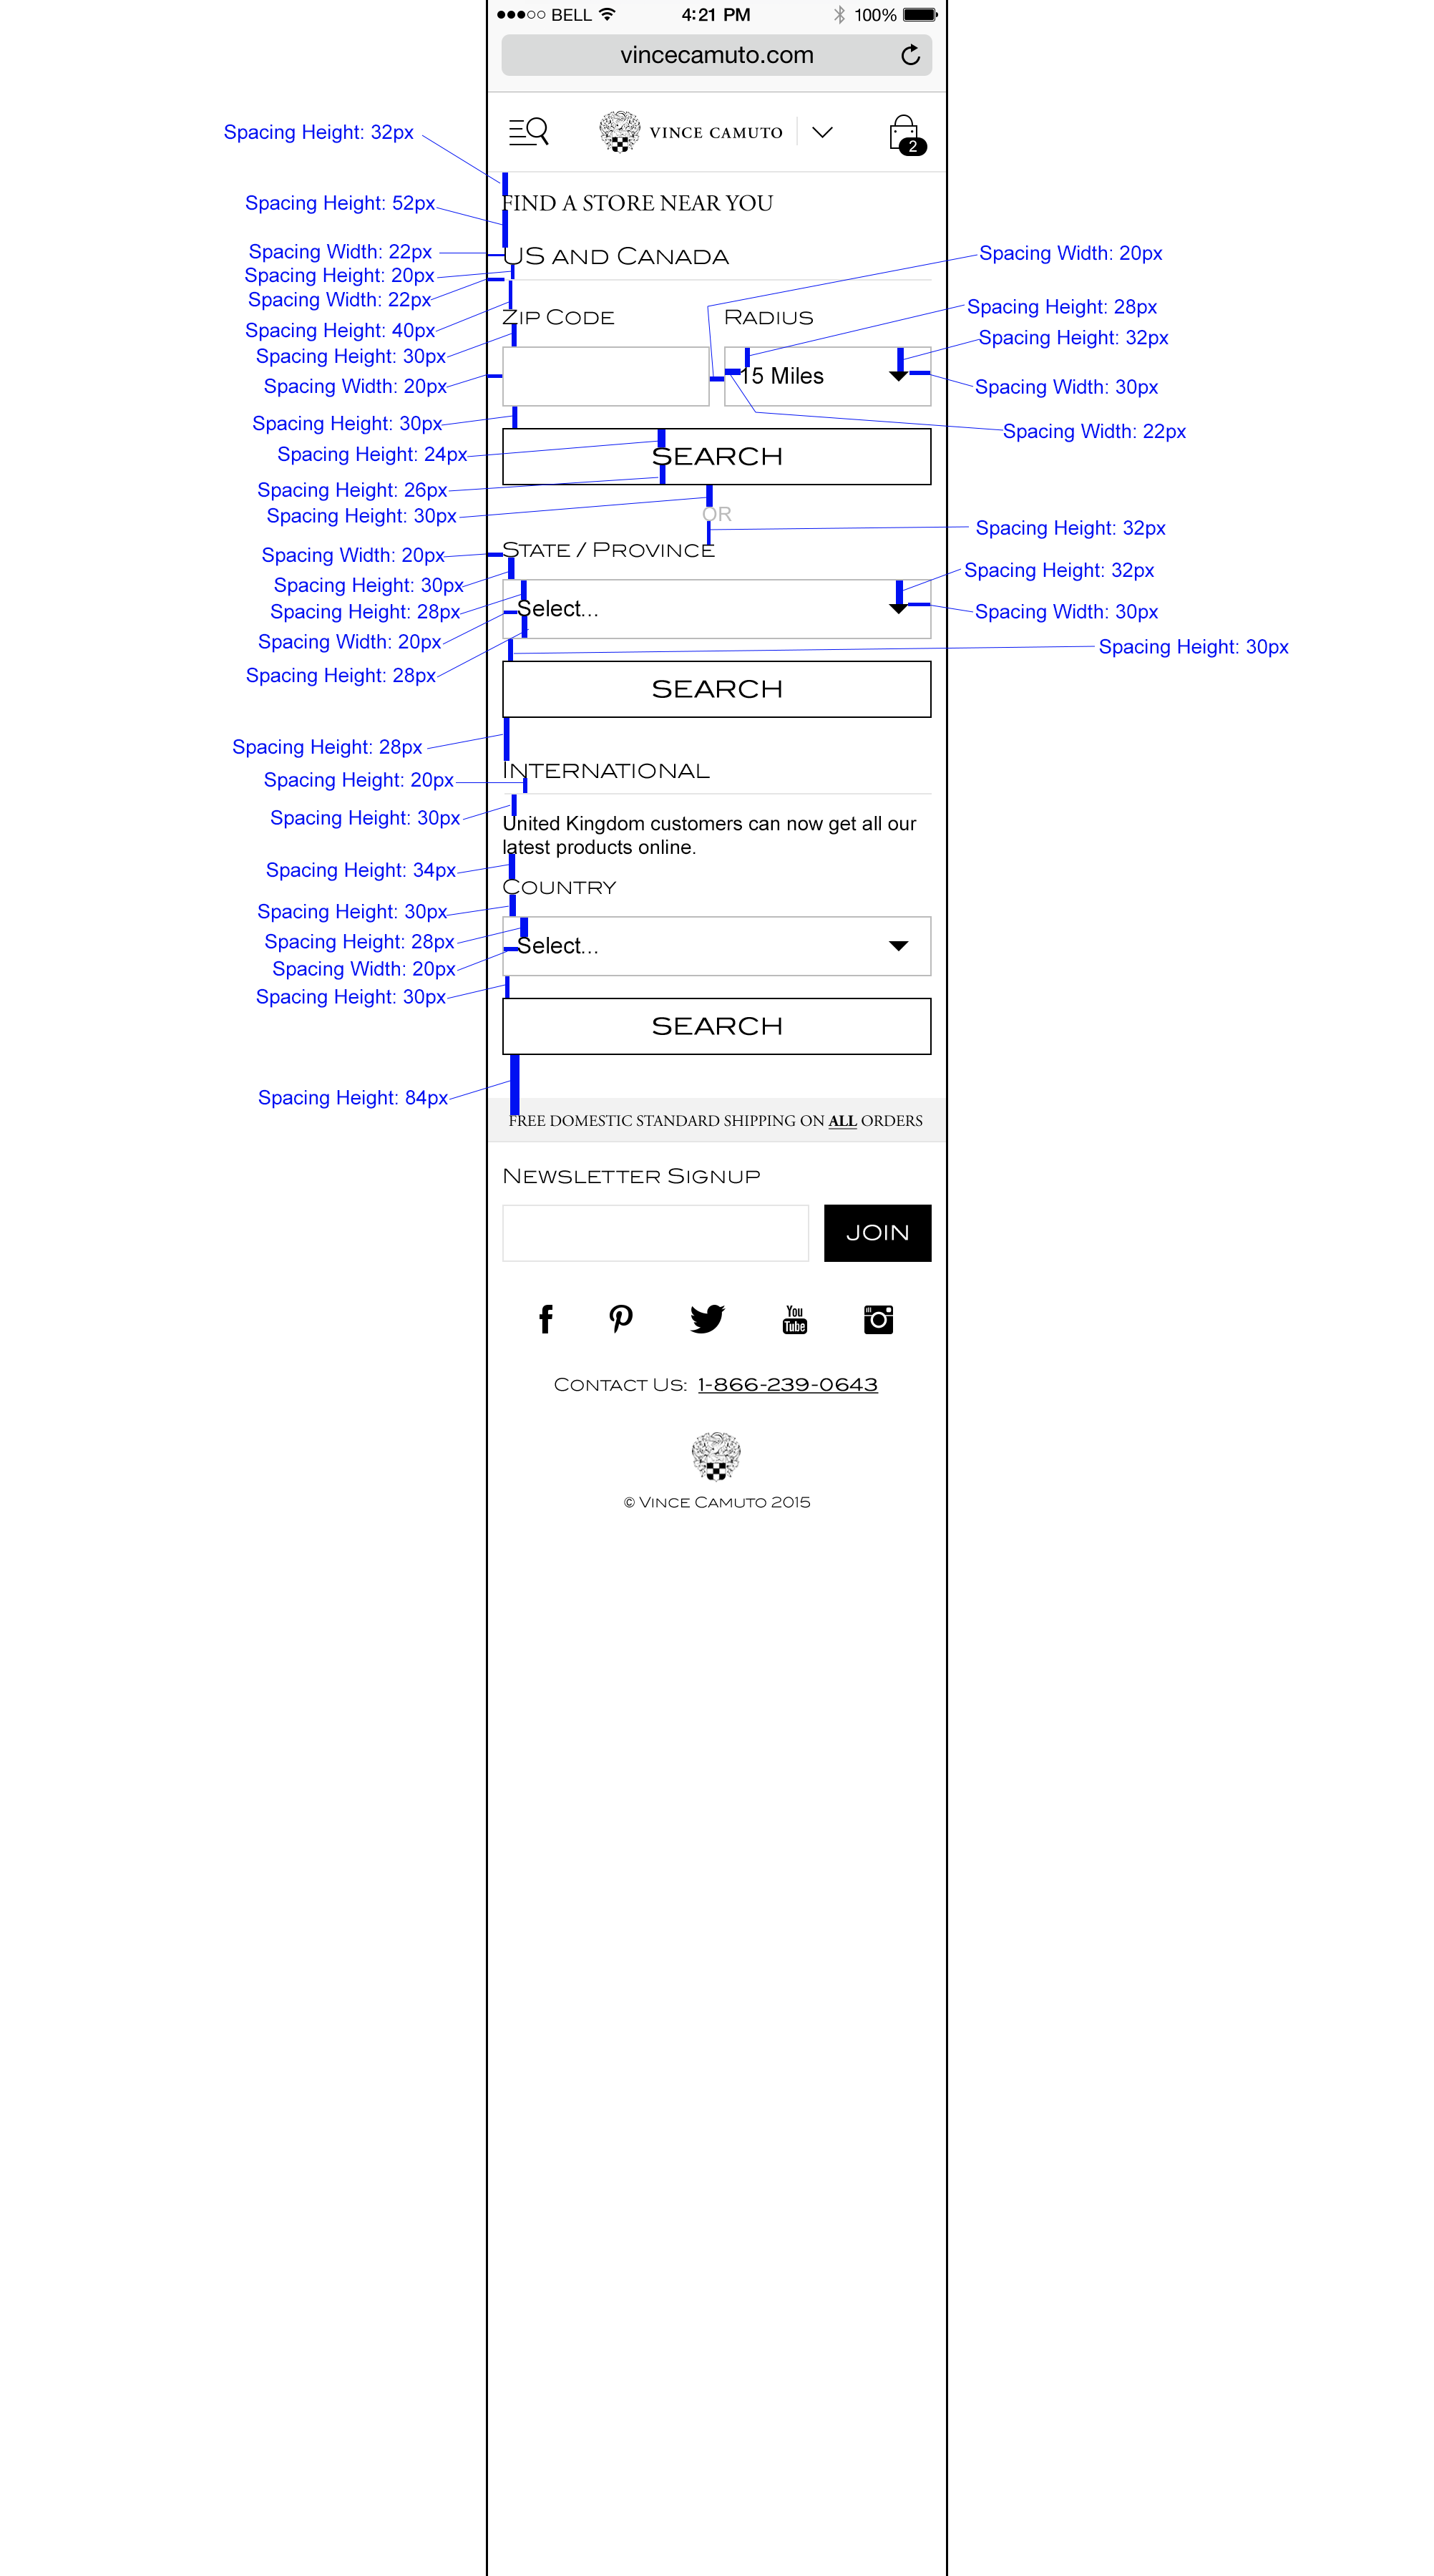 BELL 4:21 PM 100%
vincecamuto.com
VINCE CAMUTO 2
Spacing Height: 32px
FIND A STORE NEAR YOU
Spacing Height: 52px
US AND CANADA
Spacing Width: 22px
Spacing Width: 20px
Spacing Height: 20px
Spacing Width: 22px
Spacing Height: 28px
ZIP CODE RADIUS
Spacing Height: 40px
Spacing Height: 32px
Spacing Height: 30px
15 Miles
Spacing Width: 20px
Spacing Width: 30px
Spacing Height: 30px
Spacing Width: 22px
Spacing Height: 24px
SEARCH
Spacing Height: 26px
Spacing Height: 30px
OR
Spacing Height: 32px
STATE / PROVINCE
Spacing Width: 20px
Spacing Height: 32px
Spacing Height: 30px
Spacing Height: 28px
Select...
Spacing Width: 30px
Spacing Width: 20px
Spacing Height: 30px
Spacing Height: 28px
SEARCH
Spacing Height: 28px
INTERNATIONAL
Spacing Height: 20px
Spacing Height: 30px
United Kingdom customers can now get all our
latest products online.
Spacing Height: 34px
COUNTRY
Spacing Height: 30px
Spacing Height: 28px
Select...
Spacing Width: 20px
Spacing Height: 30px
SEARCH
Spacing Height: 84px
FREE DOMESTIC STANDARD SHIPPING ON ALL ORDERS
NEWSLETTER SIGNUP
JOIN
You
Tube
CONTACT US: 1-866-239-0643
© VINCE CAMUTO 2015